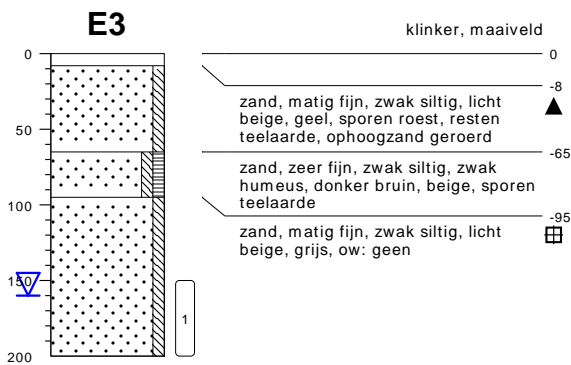 E3
klinker, maaiveld
0
0
-8
zand, matig fijn, zwak siltig, licht
beige, geel, sporen roest, resten
teelaarde, ophoogzand geroerd
50
-65
zand, zeer fijn, zwak siltig, zwak
humeus, donker bruin, beige, sporen
teelaarde
100
-95
zand, matig fijn, zwak siltig, licht
beige, grijs, ow: geen
150
1
200